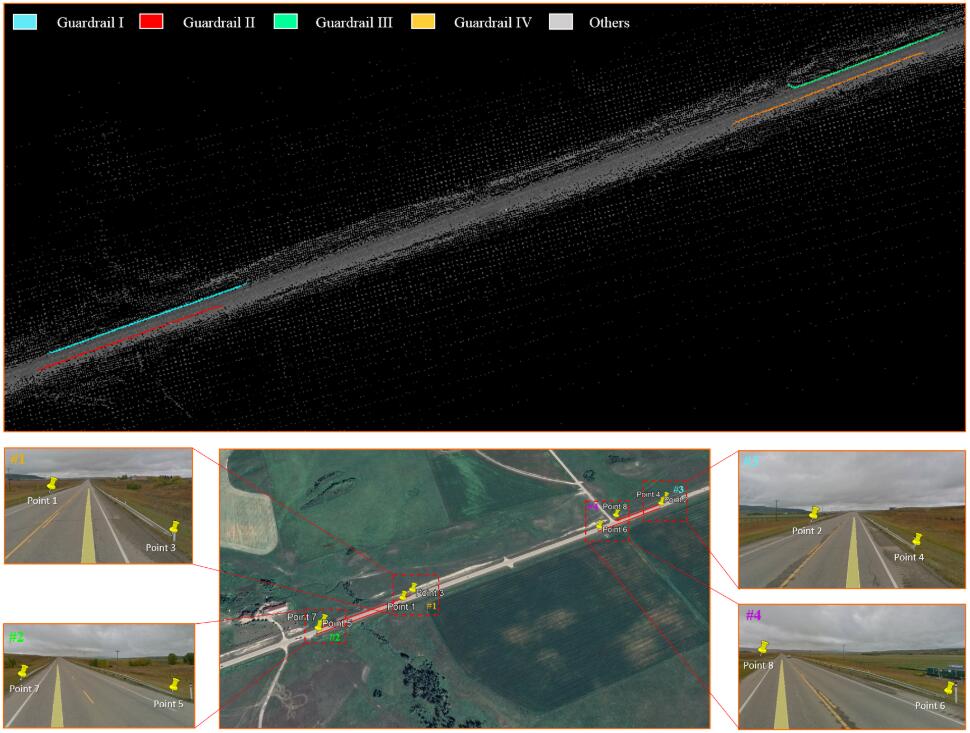 Guardrail I Guardrail II Guardrail III Guardrail IV Others
#1
Point 1
Point 3
#2
Point 7
Point 5
Point 4
#3
Point 8
Point 6
Point 3
Point 1
#1
Point 7
Point 5
#2
Point 2
Point 4
#4
Point 8
Point 6